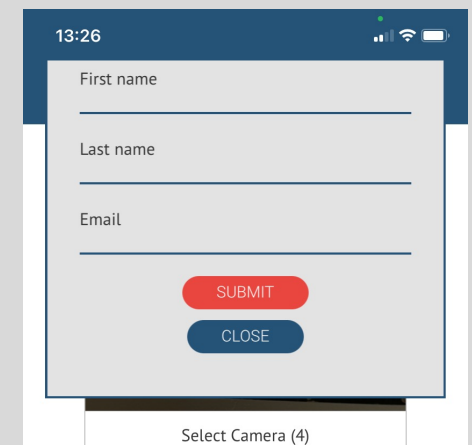 13:26
First name
Last name
Email
SUBMIT
CLOSE
Select Camera (4)